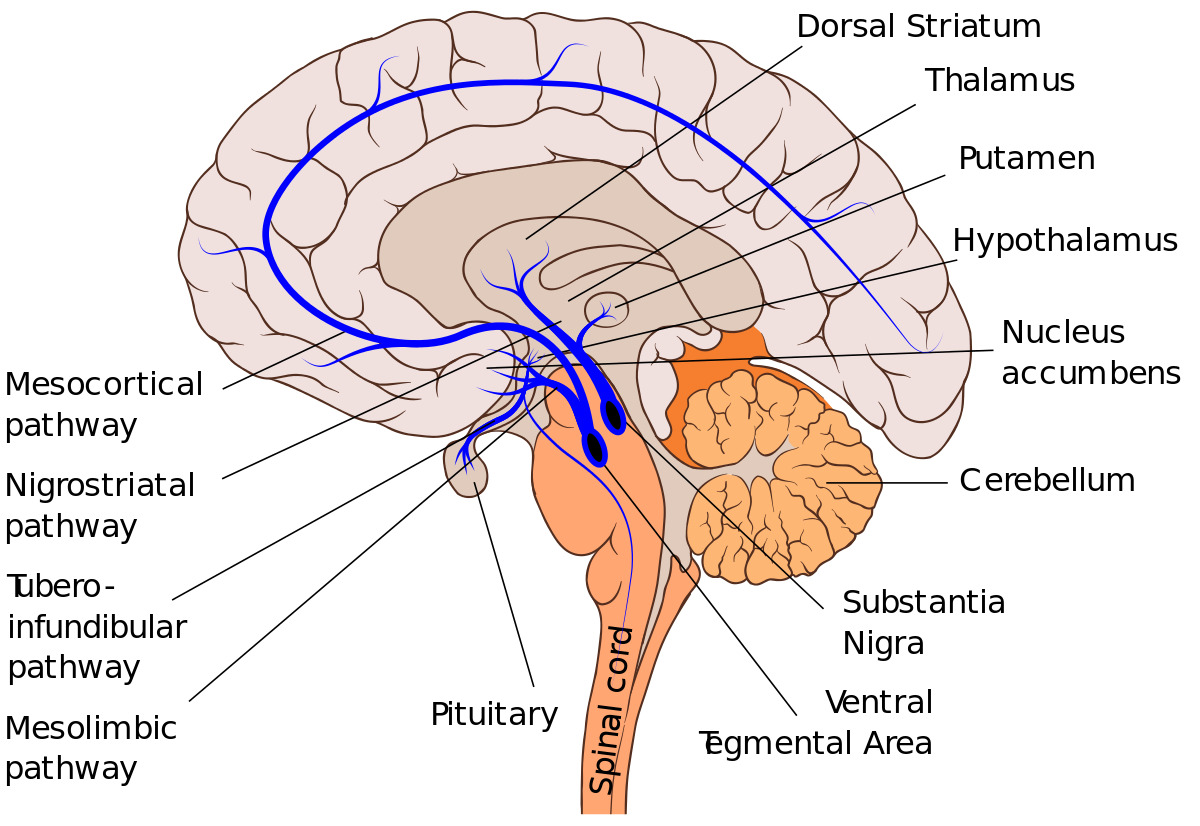 Dorsal Striatum
Thalamus
Putamen
Hypothalamus
Nucleus
accumbens
Mesocortical
pathway
Nigrostriatal
pathway
Cerebellum
Tubero-
infundibular
pathway
Substantia
Nigra
Mesolimbic
pathway
Pituitary
Spinal cord
Ventral
Tegmental Area